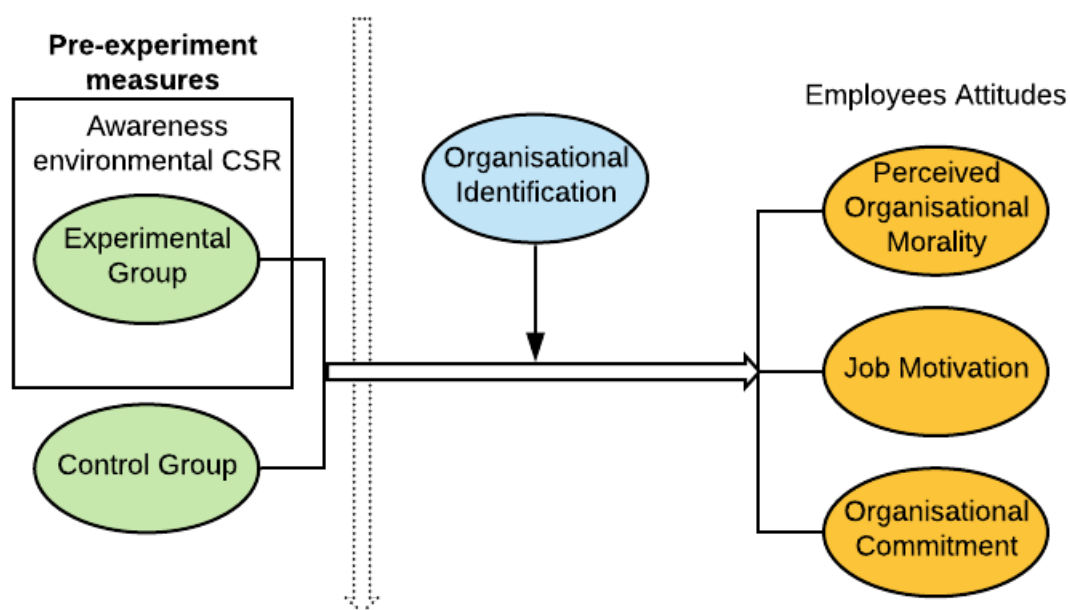 Pre-experiment
measures
Awareness
environmental CSR
Experimental
Group
Control Group
Organisational
Identification
Employees Attitudes
Perceived
Organisational
Morality
Job Motivation
Organisational
Commitment